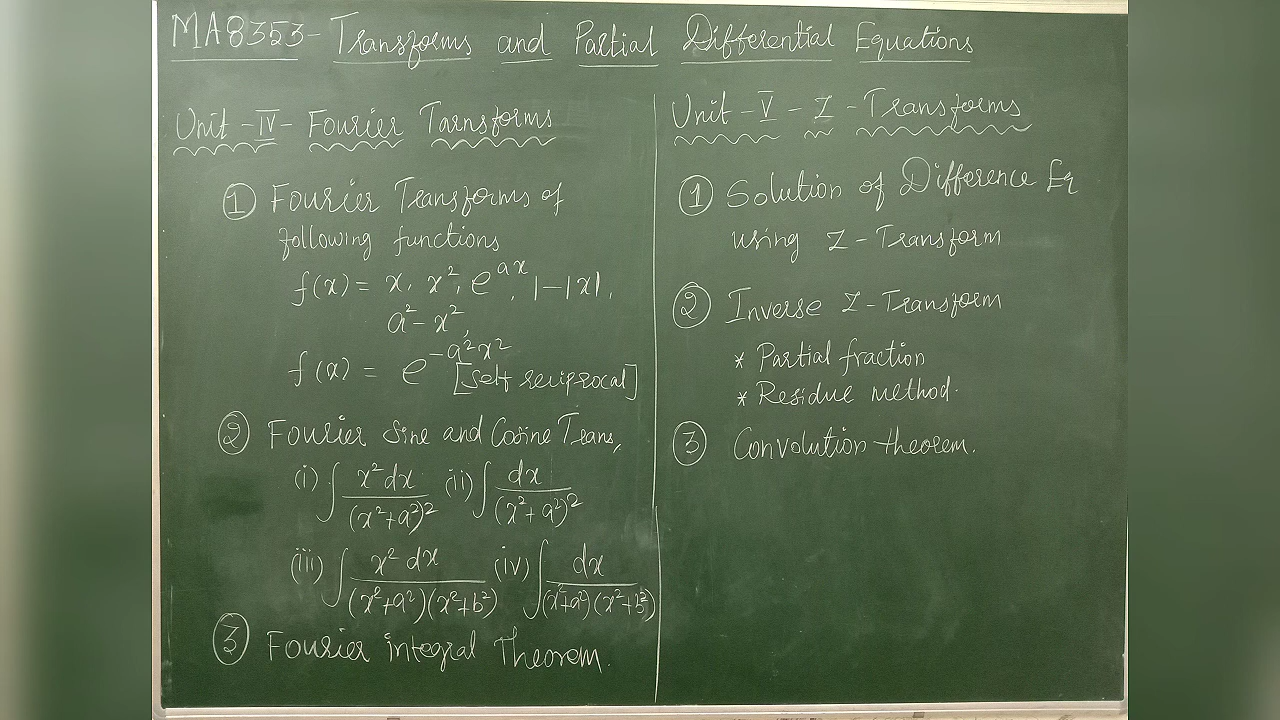 MA8353- Transforms and Partial Differential Equations
Unit -IV- Fourier Tarnsforms
① Fourier Transforms of
following functions
f(x) = x, x², e^{ax}, 1-|x|,
a²-x²,
f(x) = e^{-a²x²} [self reciprocal]
② Fourier Sine and Cosine Trans,
(i) ∫ x² dx / (x²+a²)² (ii) ∫ dx / (x²+a²)²
(iii) ∫ x² dx / (x²+a²)(x²+b²) (iv) ∫ dx / (x²+a²)(x²+b²)
③ Fourier integral Theorem.
Unit -V- Z-Transforms
① Solution of Difference Eq
using Z-Transform
② Inverse Z-Transform
* Partial fraction
* Residue method.
③ Convolution theorem.